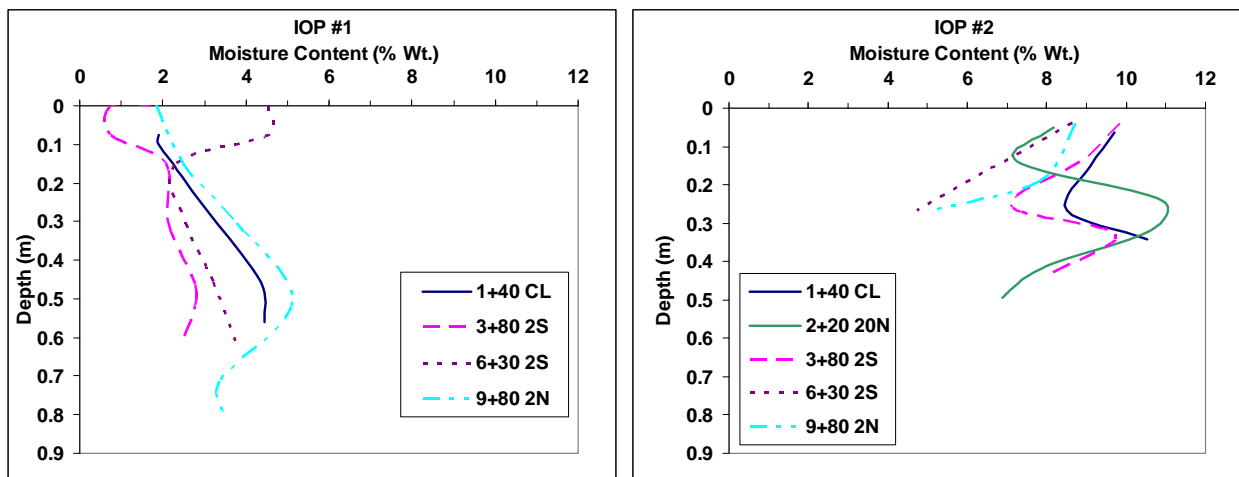 IOP #1
Moisture Content (% Wt.)
0 2 4 6 8 10 12
0
0.1
0.2
0.3
0.4
0.5
0.6
0.7
0.8
0.9
Depth (m)
1+40 CL
3+80 2S
6+30 2S
9+80 2N
IOP #2
Moisture Content (% Wt.)
0 2 4 6 8 10 12
0
0.1
0.2
0.3
0.4
0.5
0.6
0.7
0.8
0.9
Depth (m)
1+40 CL
2+20 20N
3+80 2S
6+30 2S
9+80 2N